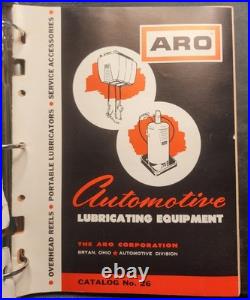 ARO
OVERHEAD REELS • PORTABLE LUBRICATORS • SERVICE ACCESSORIES
Automotive
LUBRICATING EQUIPMENT
THE ARO CORPORATION
BRYAN, OHIO ★ AUTOMOTIVE DIVISION
CATALOG No. 26